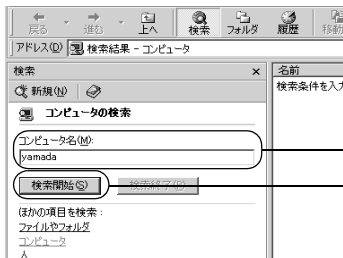 戻る 進む 上へ 検索 フォルダ 履歴 移動
アドレス(D) 検索結果 - コンピュータ
検索 ×
新規(N)
コンピュータの検索
コンピュータ名(M):
yamada
検索開始(S) 検索終了(P)
ほかの項目を検索 :
ファイルやフォルダ
コンピュータ
人
名前
検索条件を入力